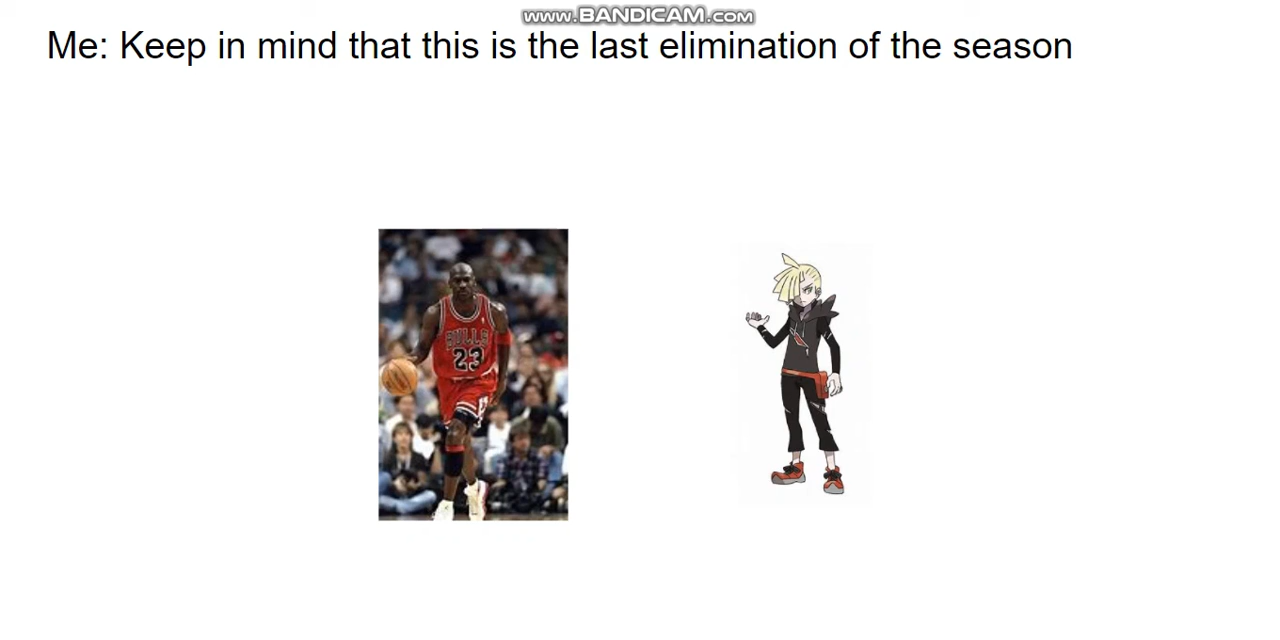 www.BANDICAM.com
Me: Keep in mind that this is the last elimination of the season
BULLS
23